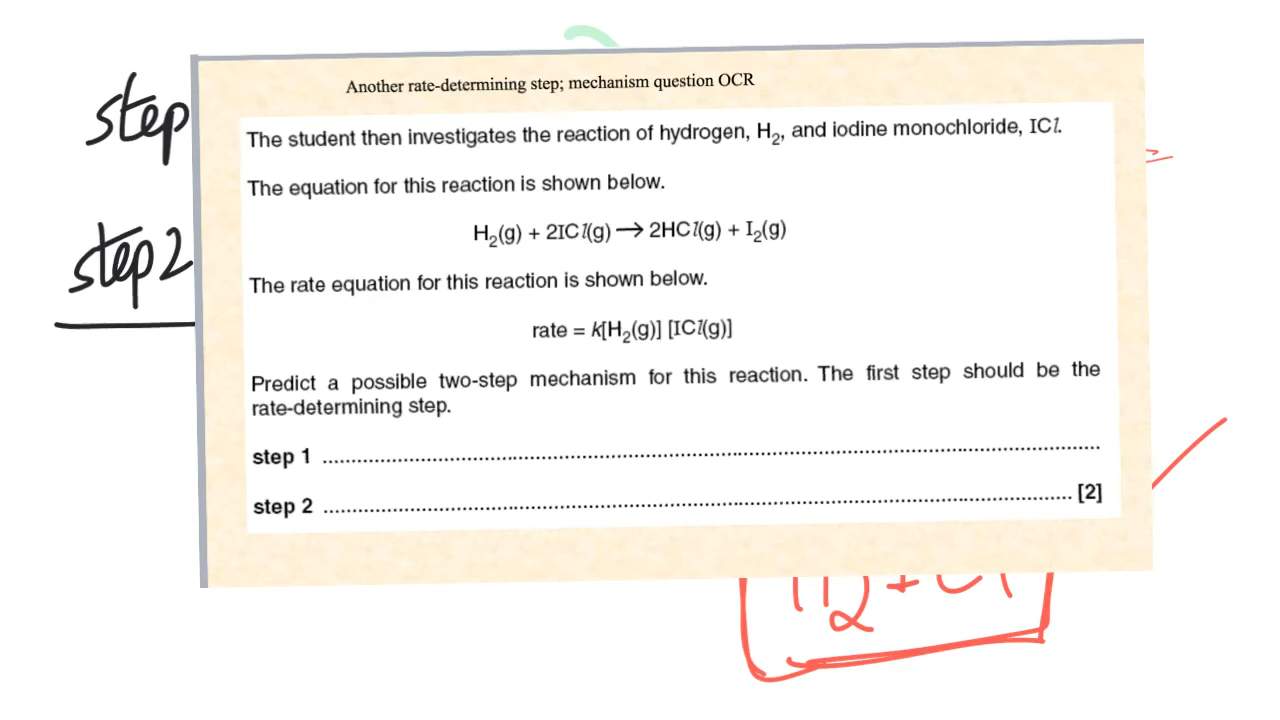 Another rate-determining step; mechanism question OCR
step
The student then investigates the reaction of hydrogen, H₂, and iodine monochloride, ICl.
The equation for this reaction is shown below.
step 2
H₂(g) + 2ICl(g) → 2HCl(g) + I₂(g)
The rate equation for this reaction is shown below.
rate = k[H₂(g)] [ICl(g)]
Predict a possible two-step mechanism for this reaction. The first step should be the
rate-determining step.
step 1 ........................................................................
step 2 ........................................................................ [2]